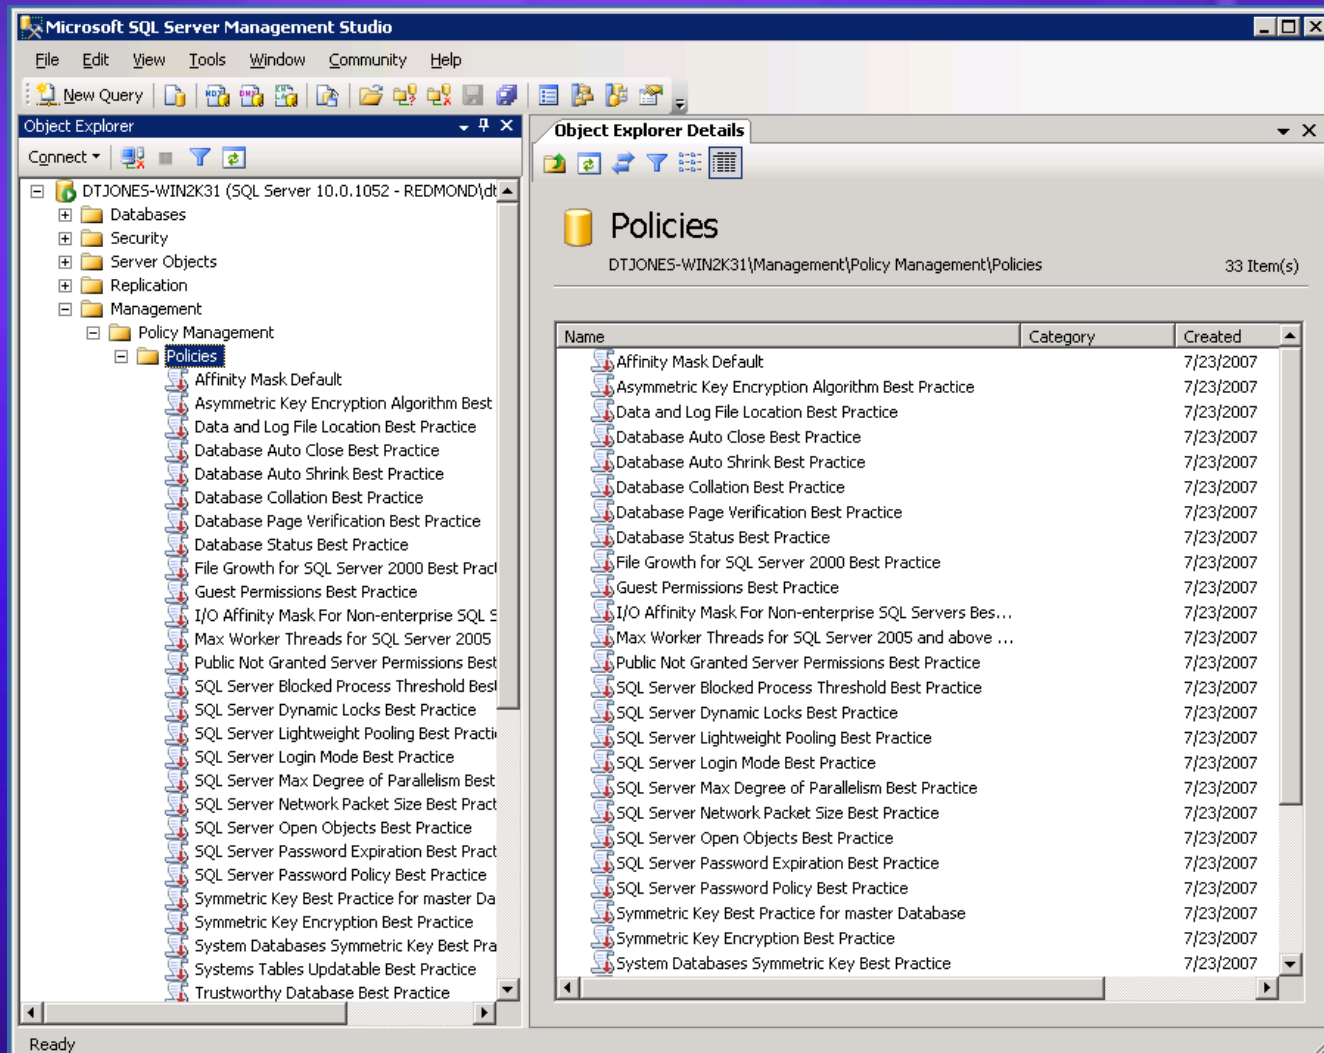 Microsoft SQL Server Management Studio
File Edit View Tools Window Community Help
New Query
Object Explorer
Connect
DTJONES-WIN2K31 (SQL Server 10.0.1052 - REDMOND\dt
Databases
Security
Server Objects
Replication
Management
Policy Management
Policies
Affinity Mask Default
Asymmetric Key Encryption Algorithm Best
Data and Log File Location Best Practice
Database Auto Close Best Practice
Database Auto Shrink Best Practice
Database Collation Best Practice
Database Page Verification Best Practice
Database Status Best Practice
File Growth for SQL Server 2000 Best Pract
Guest Permissions Best Practice
I/O Affinity Mask For Non-enterprise SQL S
Max Worker Threads for SQL Server 2005
Public Not Granted Server Permissions Best
SQL Server Blocked Process Threshold Best
SQL Server Dynamic Locks Best Practice
SQL Server Lightweight Pooling Best Practi
SQL Server Login Mode Best Practice
SQL Server Max Degree of Parallelism Best
SQL Server Network Packet Size Best Pract
SQL Server Open Objects Best Practice
SQL Server Password Expiration Best Pract
SQL Server Password Policy Best Practice
Symmetric Key Best Practice for master Da
Symmetric Key Encryption Best Practice
System Databases Symmetric Key Best Pra
Systems Tables Updatable Best Practice
Trustworthy Database Best Practice
Object Explorer Details
Policies
DTJONES-WIN2K31\Management\Policy Management\Policies 33 Item(s)
Name Category Created
Affinity Mask Default 7/23/2007
Asymmetric Key Encryption Algorithm Best Practice 7/23/2007
Data and Log File Location Best Practice 7/23/2007
Database Auto Close Best Practice 7/23/2007
Database Auto Shrink Best Practice 7/23/2007
Database Collation Best Practice 7/23/2007
Database Page Verification Best Practice 7/23/2007
Database Status Best Practice 7/23/2007
File Growth for SQL Server 2000 Best Practice 7/23/2007
Guest Permissions Best Practice 7/23/2007
I/O Affinity Mask For Non-enterprise SQL Servers Bes... 7/23/2007
Max Worker Threads for SQL Server 2005 and above ... 7/23/2007
Public Not Granted Server Permissions Best Practice 7/23/2007
SQL Server Blocked Process Threshold Best Practice 7/23/2007
SQL Server Dynamic Locks Best Practice 7/23/2007
SQL Server Lightweight Pooling Best Practice 7/23/2007
SQL Server Login Mode Best Practice 7/23/2007
SQL Server Max Degree of Parallelism Best Practice 7/23/2007
SQL Server Network Packet Size Best Practice 7/23/2007
SQL Server Open Objects Best Practice 7/23/2007
SQL Server Password Expiration Best Practice 7/23/2007
SQL Server Password Policy Best Practice 7/23/2007
Symmetric Key Best Practice for master Database 7/23/2007
Symmetric Key Encryption Best Practice 7/23/2007
System Databases Symmetric Key Best Practice 7/23/2007
Ready